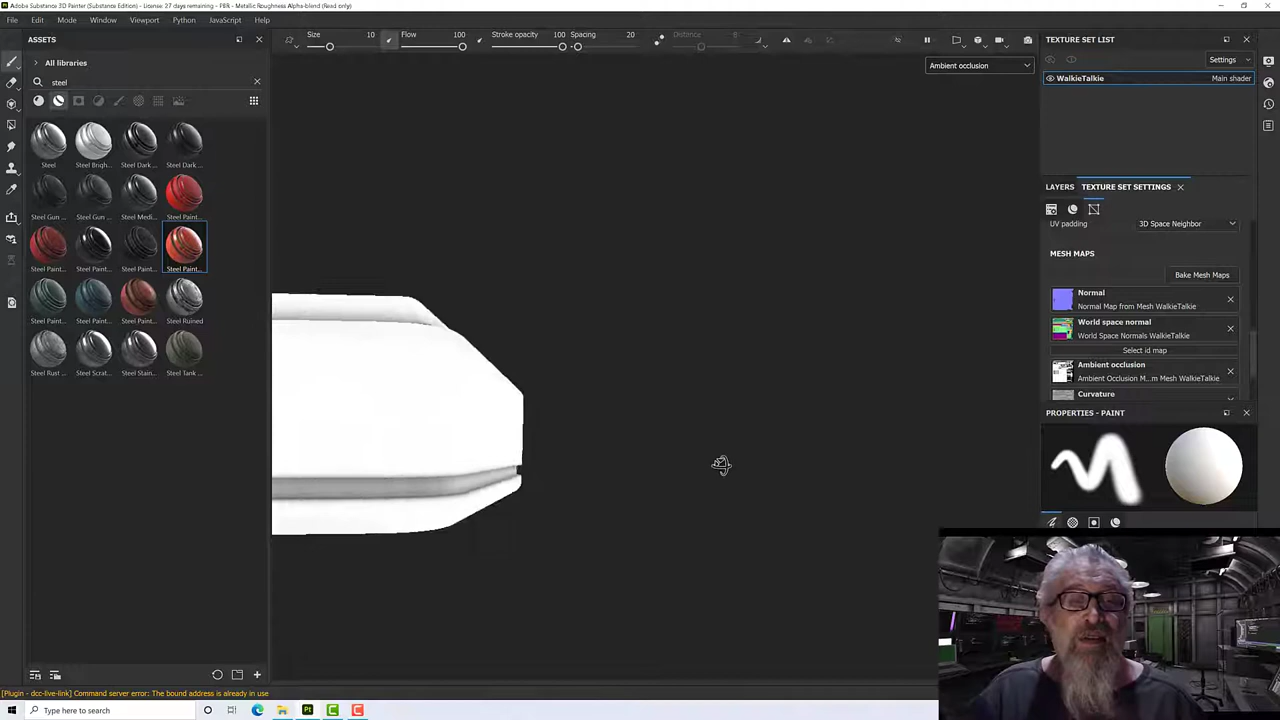 Adobe Substance 3D Painter (Substance Edition) - License: 27 days remaining - PBR - Metallic Roughness Alpha-blend (Read only)
File Edit Mode Window Viewport Python JavaScript Help
ASSETS
Size 10
Flow 100
Stroke opacity 100
Spacing 20
Distance 8
All libraries
steel
Ambient occlusion
Steel
Steel Brigh...
Steel Dark ...
Steel Dark ...
Steel Gun ...
Steel Gun ...
Steel Medi...
Steel Paint...
Steel Paint...
Steel Paint...
Steel Paint...
Steel Paint...
Steel Paint...
Steel Paint...
Steel Paint...
Steel Ruined
Steel Rust ...
Steel Scrat...
Steel Stain...
Steel Tank ...
TEXTURE SET LIST
Settings
WalkieTalkie Main shader
LAYERS TEXTURE SET SETTINGS
UV padding 3D Space Neighbor
MESH MAPS
Bake Mesh Maps
Normal
Normal Map from Mesh WalkieTalkie
World space normal
World Space Normals WalkieTalkie
Select id map
Ambient occlusion
Ambient Occlusion M...m Mesh WalkieTalkie
Curvature
PROPERTIES - PAINT
[Plugin - dcc-live-link] Command server error: The bound address is already in use
Type here to search
Pt